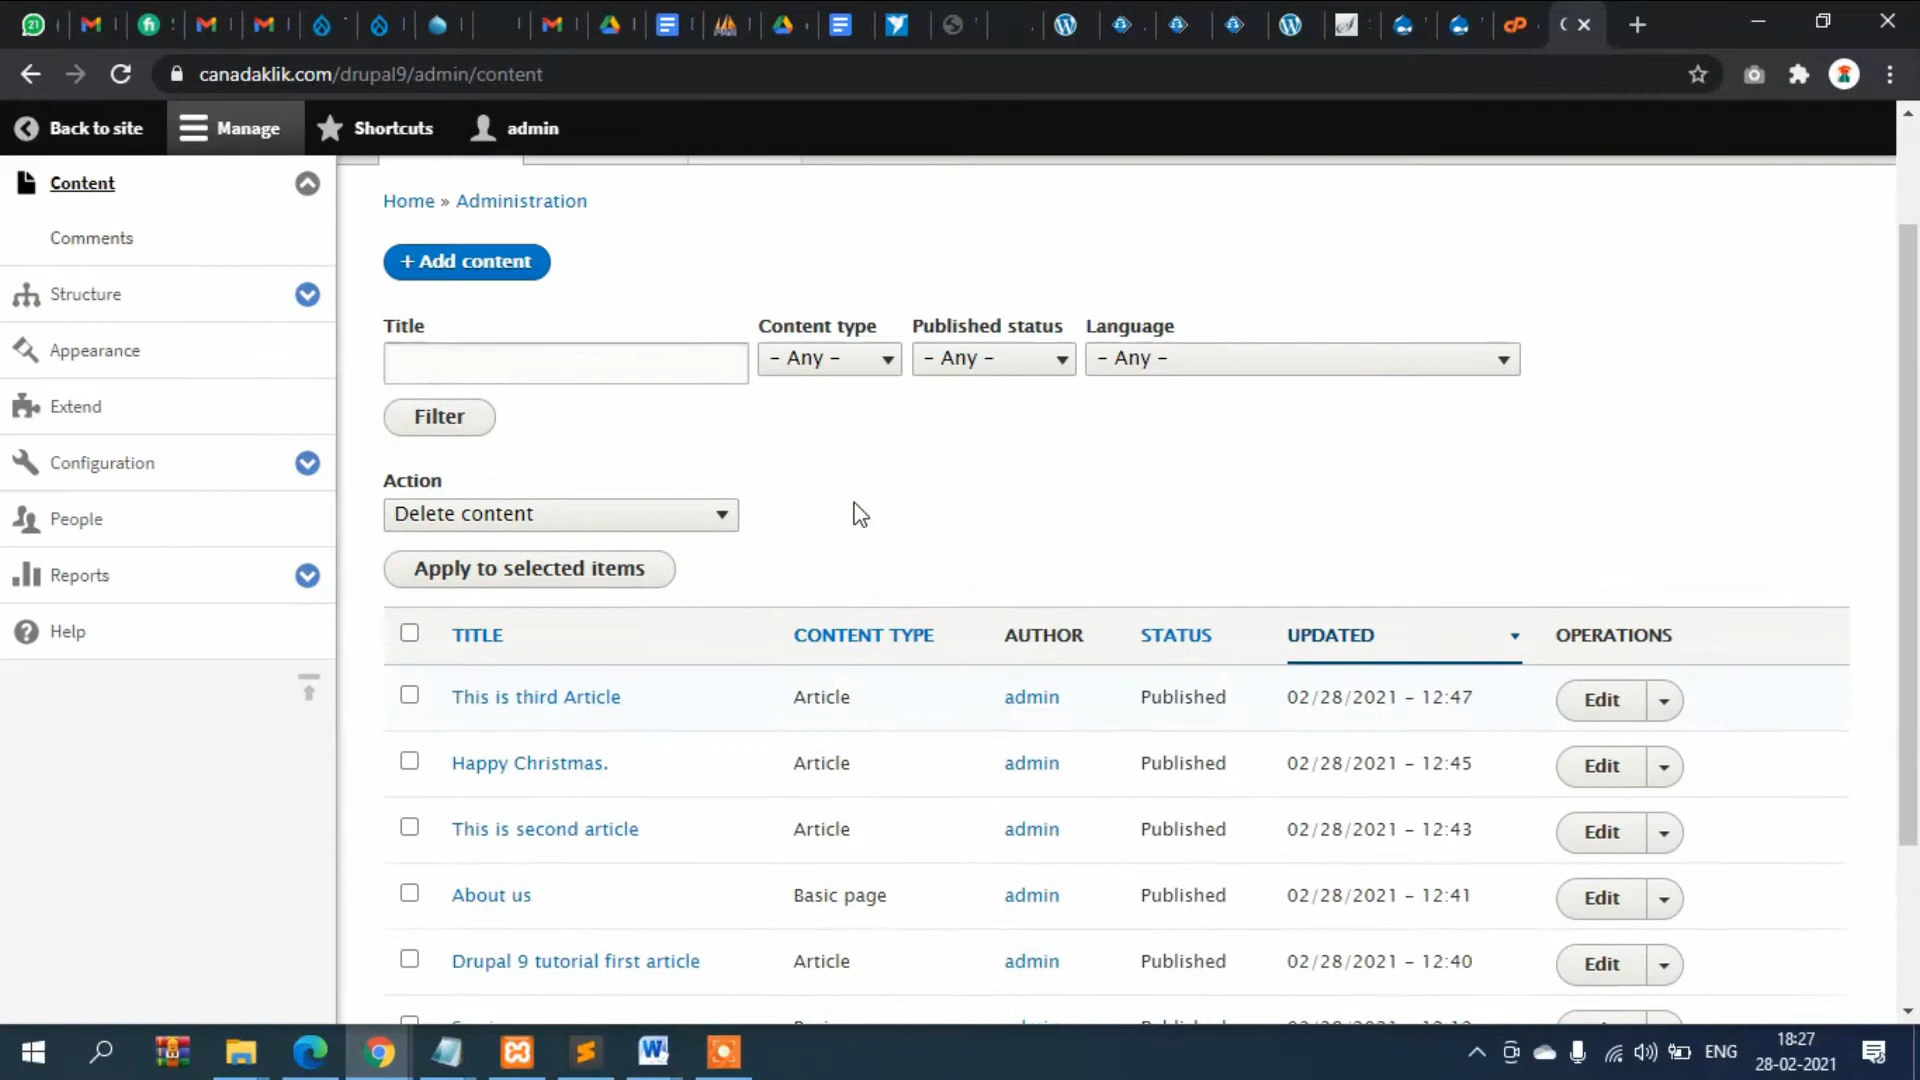 canadaklik.com/drupal9/admin/content
Back to site
Manage
Shortcuts
admin
Content
Comments
Structure
Appearance
Extend
Configuration
People
Reports
Help
Home » Administration
+ Add content
Title
Content type
Published status
Language
- Any -
- Any -
- Any -
Filter
Action
Delete content
Apply to selected items
TITLE CONTENT TYPE AUTHOR STATUS UPDATED OPERATIONS
This is third Article Article admin Published 02/28/2021 - 12:47 Edit
Happy Christmas. Article admin Published 02/28/2021 - 12:45 Edit
This is second article Article admin Published 02/28/2021 - 12:43 Edit
About us Basic page admin Published 02/28/2021 - 12:41 Edit
Drupal 9 tutorial first article Article admin Published 02/28/2021 - 12:40 Edit
ENG
18:27
28-02-2021